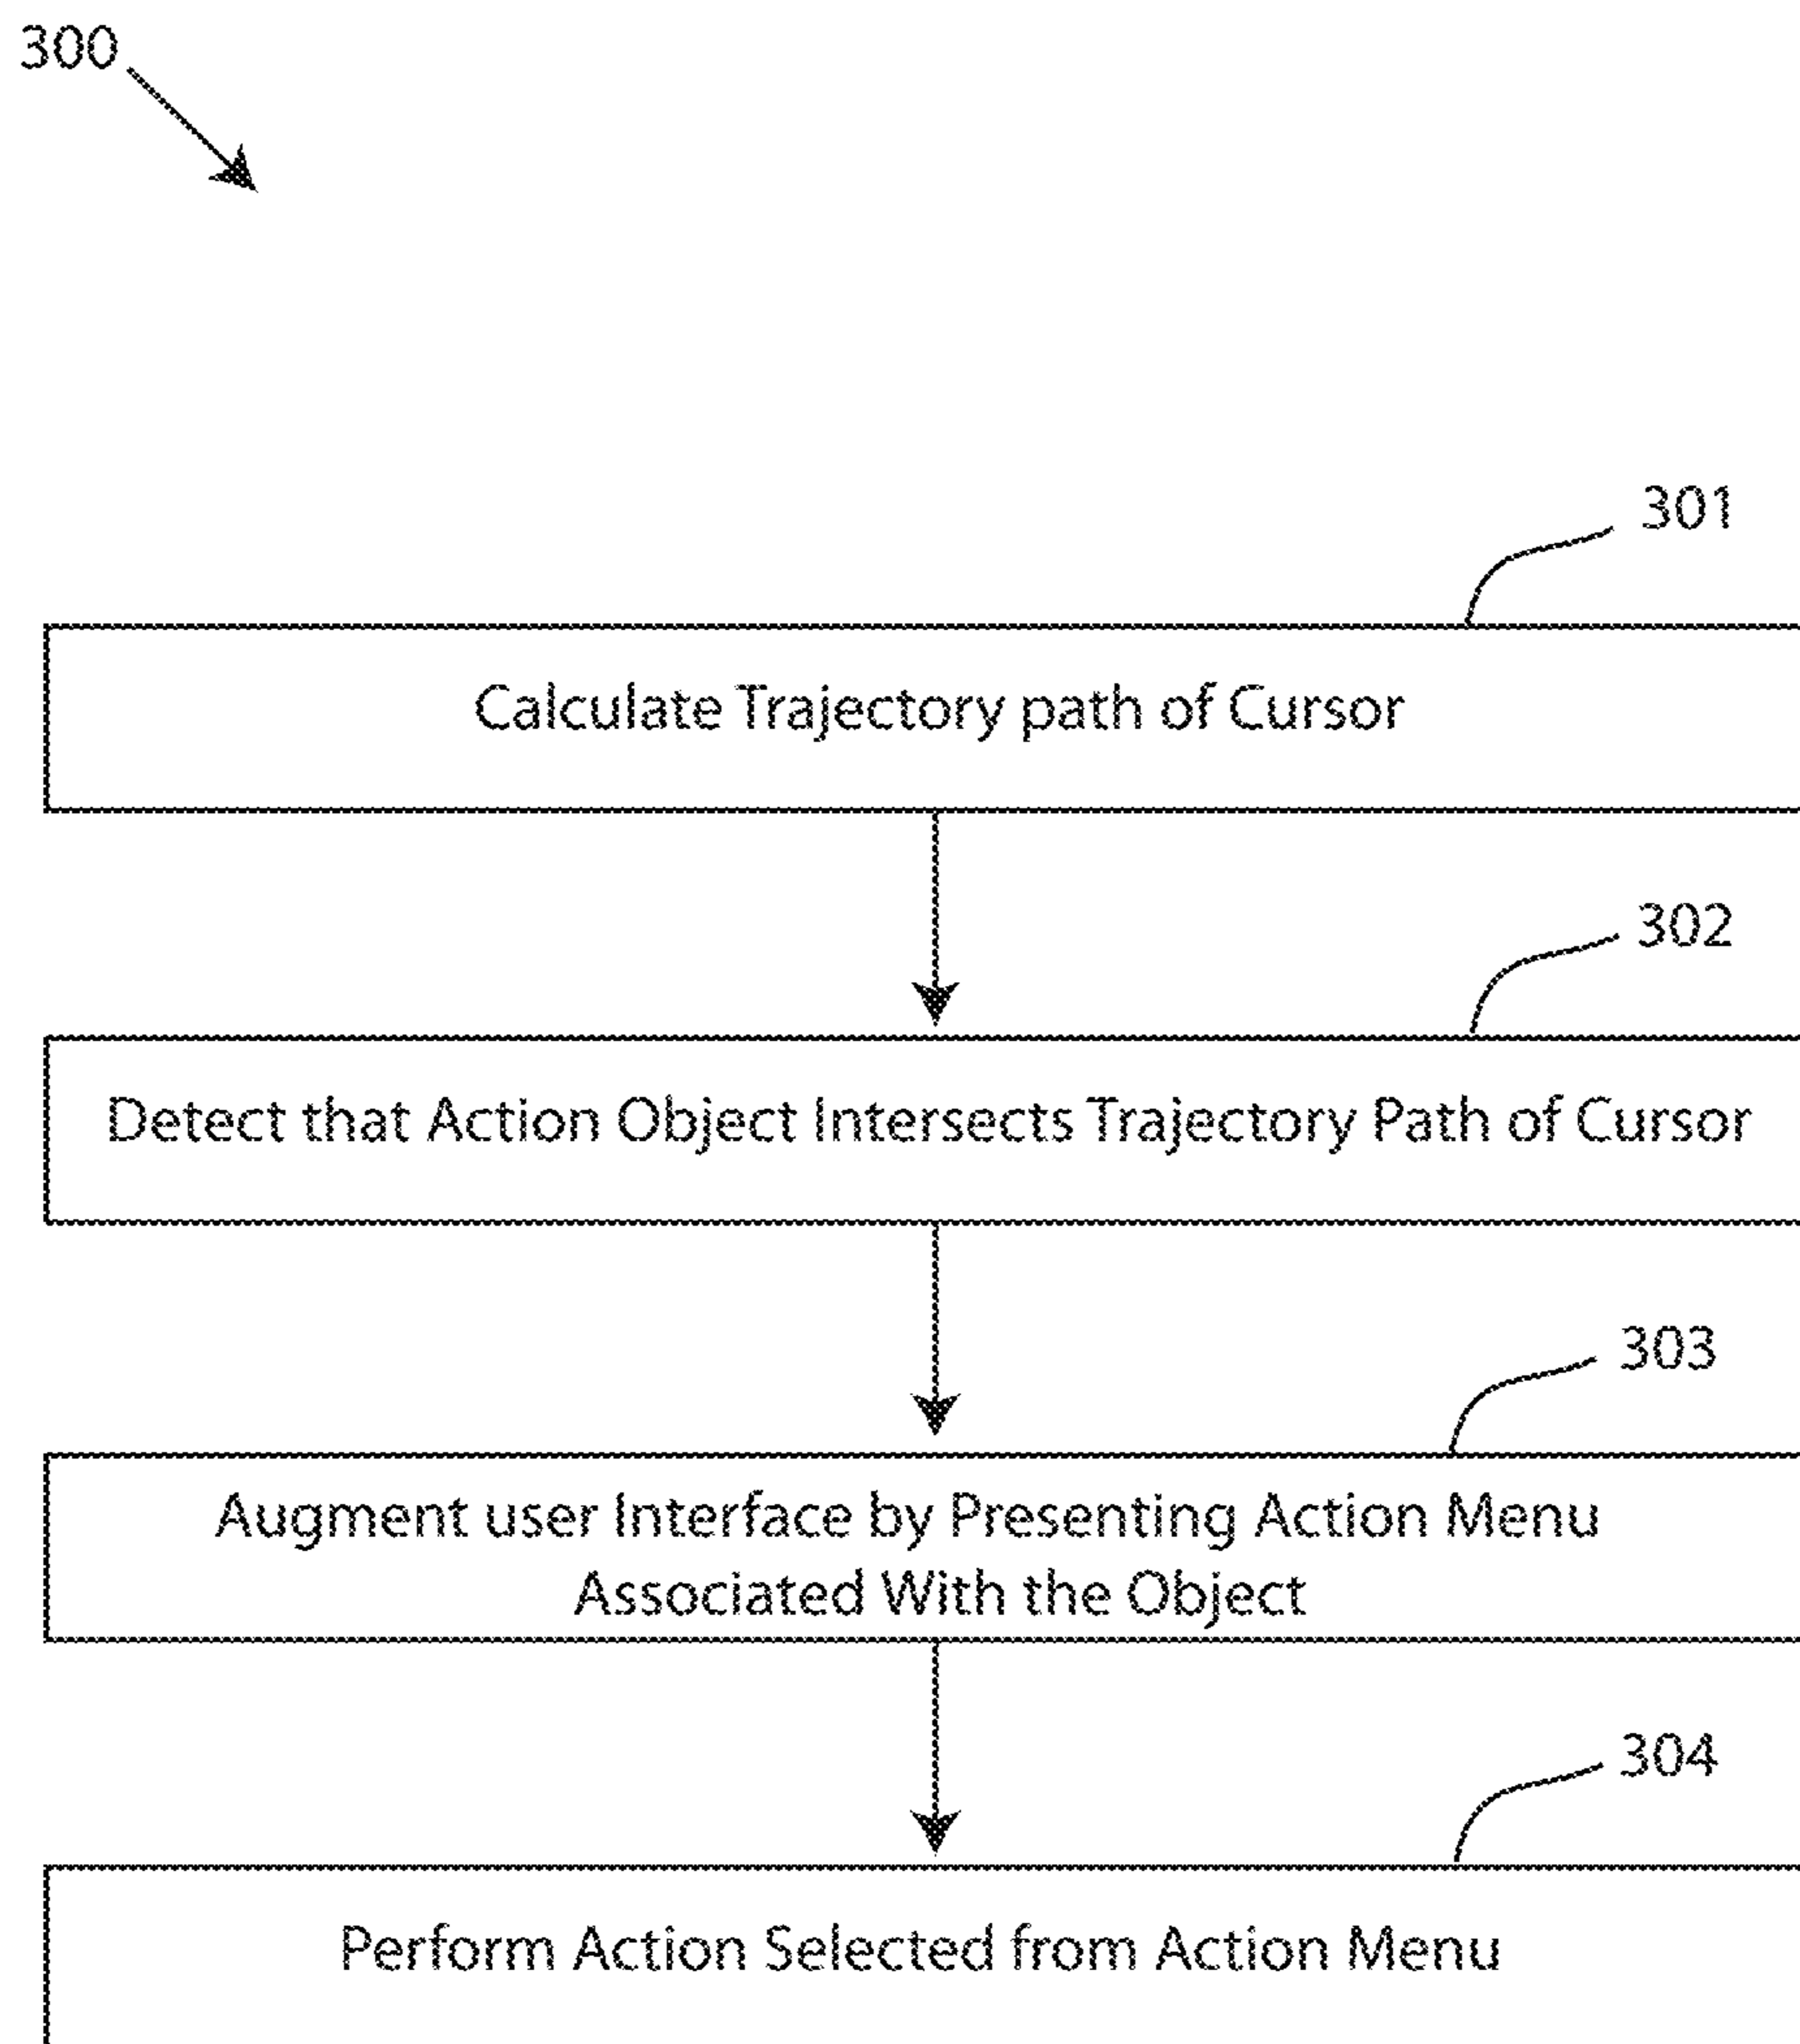 300
301
Calculate Trajectory path of Cursor
302
Detect that Action Object Intersects Trajectory Path of Cursor
303
Augment user Interface by Presenting Action Menu
Associated With the Object
304
Perform Action Selected from Action Menu